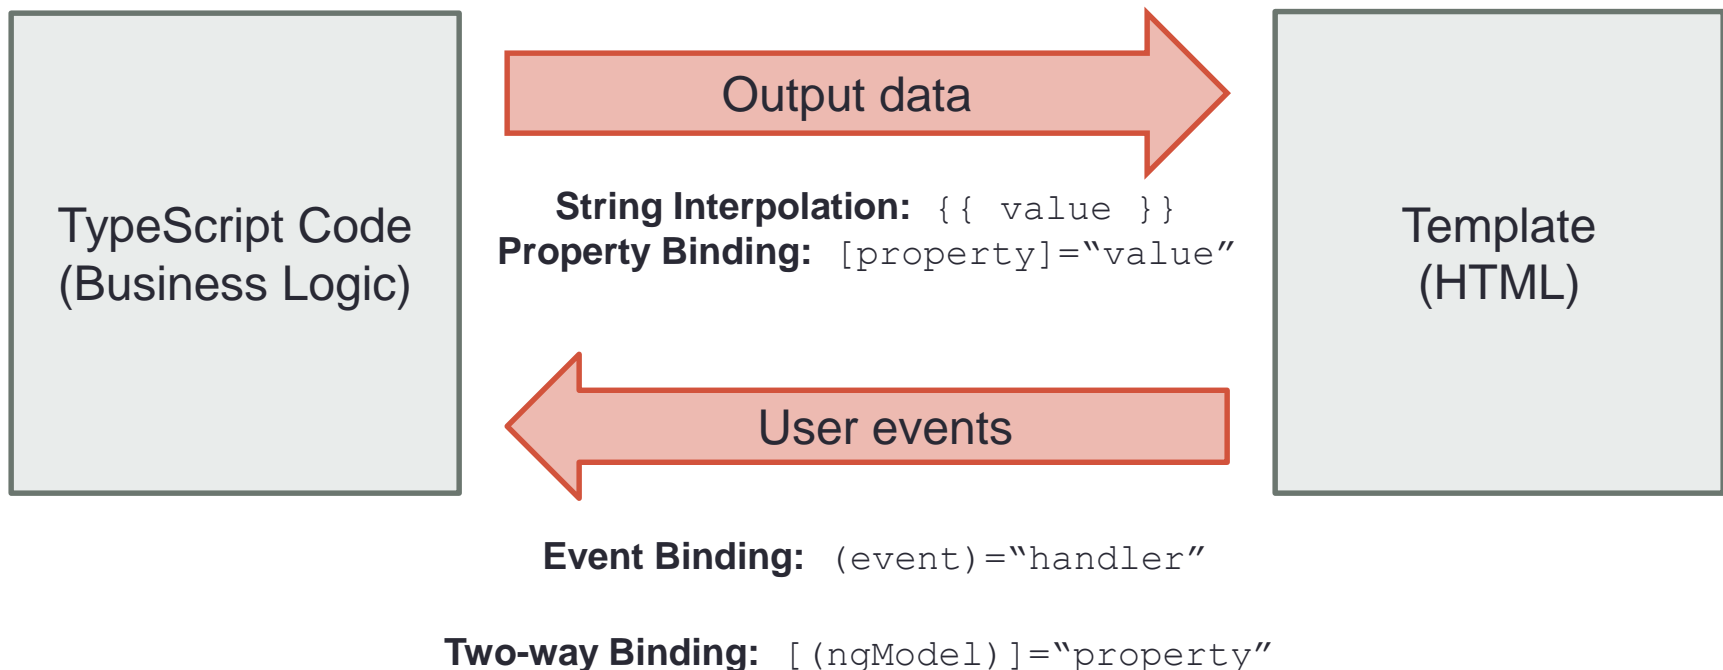 TypeScript Code
(Business Logic)
Output data
String Interpolation: {{ value }}
Property Binding: [property]=“value”
Template
(HTML)
User events
Event Binding: (event)=“handler”
Two-way Binding: [(ngModel)]=“property”